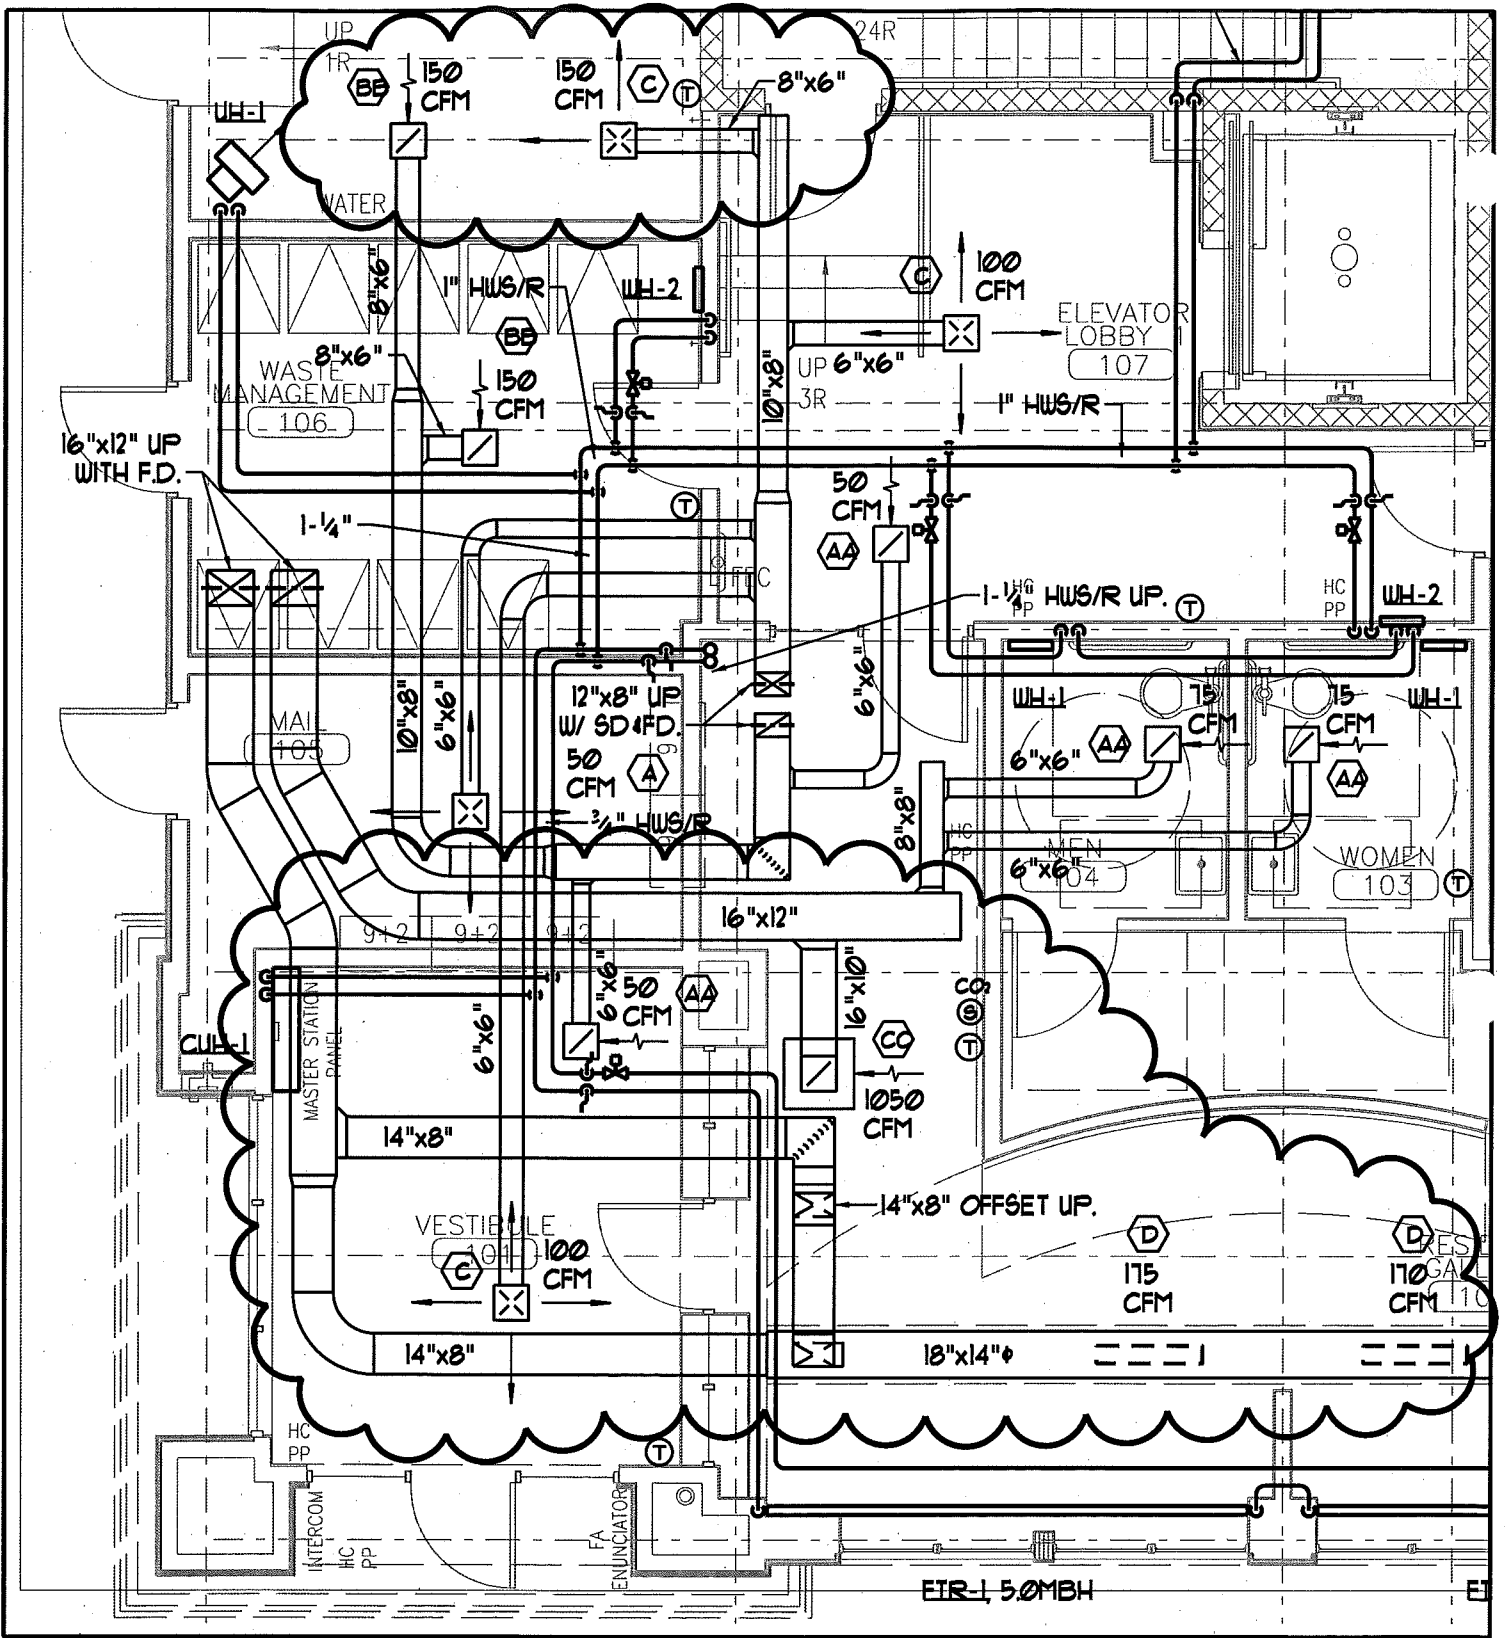 UP
1R
24R
BB
150
CFM
150
CFM
C
T
8"x6"
UH-1
WATER
8"x6"
1" HWS/R
WH-2
C
100
CFM
ELEVATOR
LOBBY 1
107
BB
8"x6"
WASTE
MANAGEMENT
106
150
CFM
10"x8"
UP
3R
6"x6"
1" HWS/R
16"x12" UP
WITH F.D.
50
CFM
T
1-1/4"
AA
FEC
1-1/4" HWS/R UP.
HC
PP
T
HC
PP
WH-2
10"x8"
6"x6"
12"x8" UP
W/ SD&FD.
6"x6"
WH-1
75
CFM
75
CFM
WH-1
MAIL
105
50
CFM
A
6"x6"
AA
AA
3/4" HWS/R
8"x8"
HC
PP
MEN
104
6"x6"
WOMEN
103
T
16"x12"
9+2
9+2
9+2
6"x6"
50
CFM
AA
16"x10"
CO2
S
T
CC
CUH-1
MASTER STATION
PANEL
6"x6"
1050
CFM
14"x8"
14"x8" OFFSET UP.
VESTIBULE
101
C
100
CFM
D
175
CFM
D
170
CFM
14"x8"
18"x14"ø
HC
PP
T
INTERCOM
HC
PP
FA
ENUNCIATOR
FTR-1, 5.0MBH